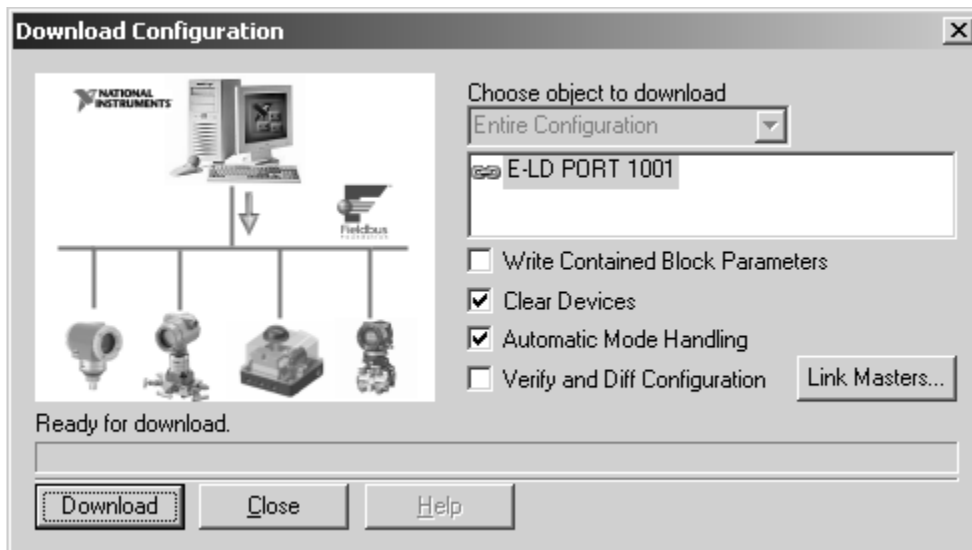 Download Configuration
NATIONAL
INSTRUMENTS
Fieldbus
FOUNDATION
Choose object to download
Entire Configuration
E-LD PORT 1001
Write Contained Block Parameters
Clear Devices
Automatic Mode Handling
Verify and Diff Configuration
Link Masters...
Ready for download.
Download
Close
Help